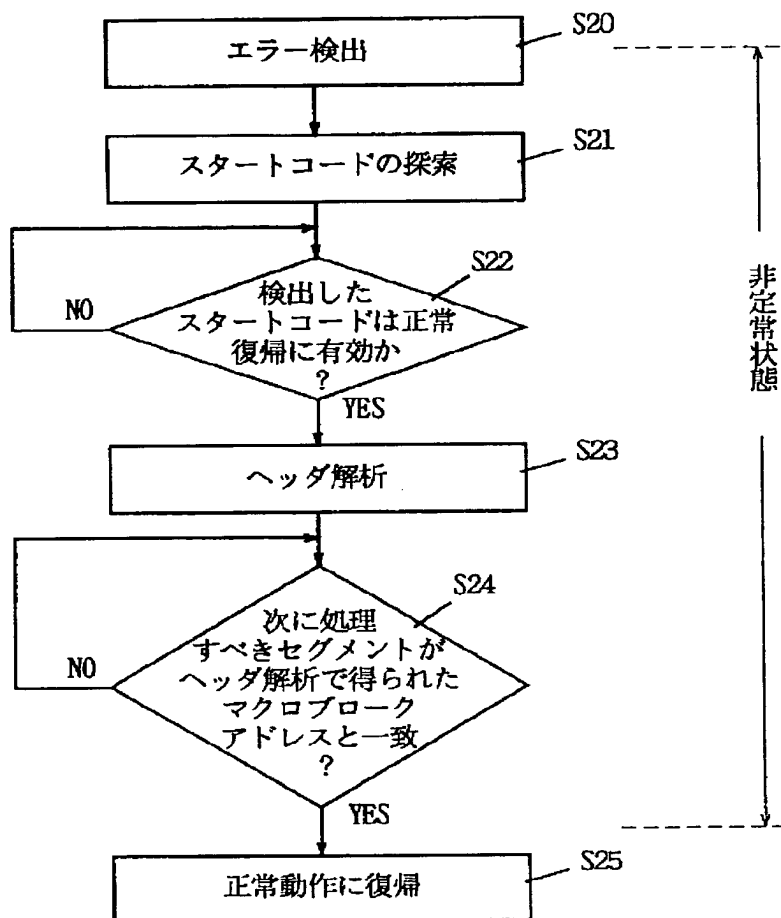 エラー検出
S20
スタートコードの探索
S21
S22
検出した
スタートコードは正常
復帰に有効か
?
NO
YES
ヘッダ解析
S23
S24
次に処理
すべきセグメントが
ヘッダ解析で得られた
マクロブローク
アドレスと一致
?
NO
YES
正常動作に復帰
S25
非定常状態